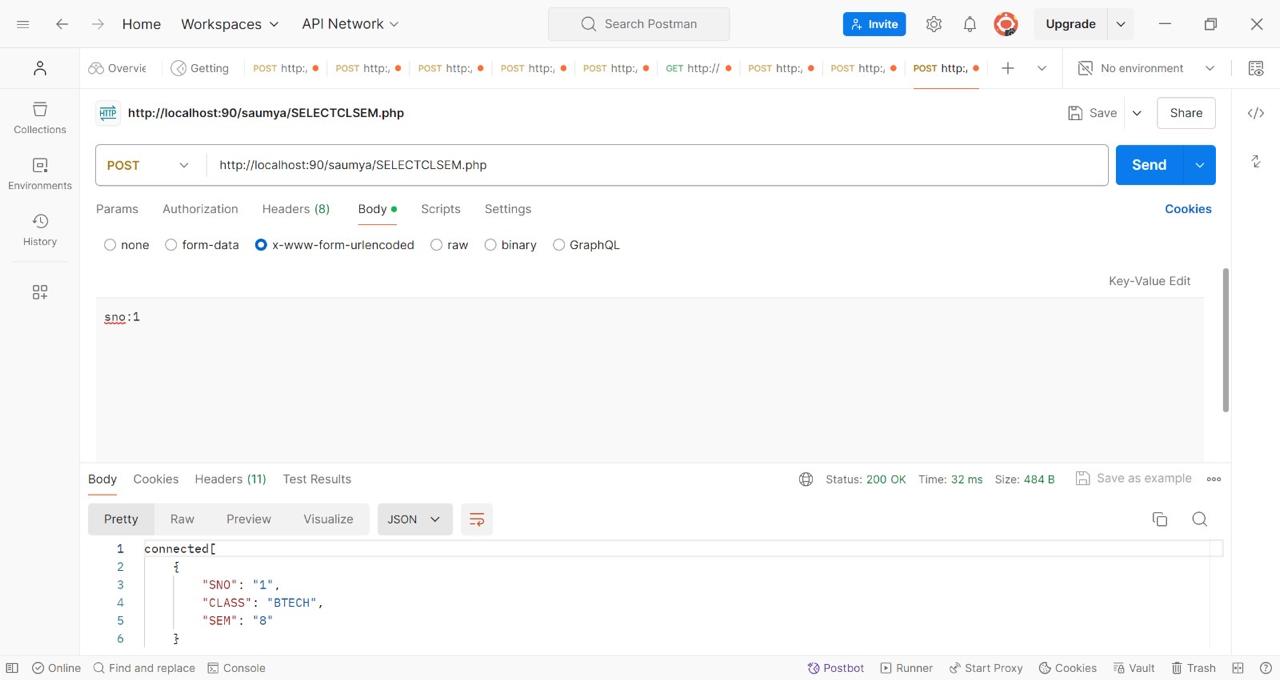 Home Workspaces API Network Search Postman Invite Upgrade
Overvie Getting POST http:, POST http:, POST http:, POST http:, POST http:, GET http:// POST http:, POST http:, POST http:, No environment
HTTP http://localhost:90/saumya/SELECTCLSEM.php Save Share </>
Collections
POST http://localhost:90/saumya/SELECTCLSEM.php Send
Environments
Params Authorization Headers (8) Body Scripts Settings Cookies
History
none form-data x-www-form-urlencoded raw binary GraphQL
Key-Value Edit
sno:1
Body Cookies Headers (11) Test Results Status: 200 OK Time: 32 ms Size: 484 B Save as example
Pretty Raw Preview Visualize JSON
1 connected[
2 {
3 "SNO": "1",
4 "CLASS": "BTECH",
5 "SEM": "8"
6 }
Online Find and replace Console Postbot Runner Start Proxy Cookies Vault Trash